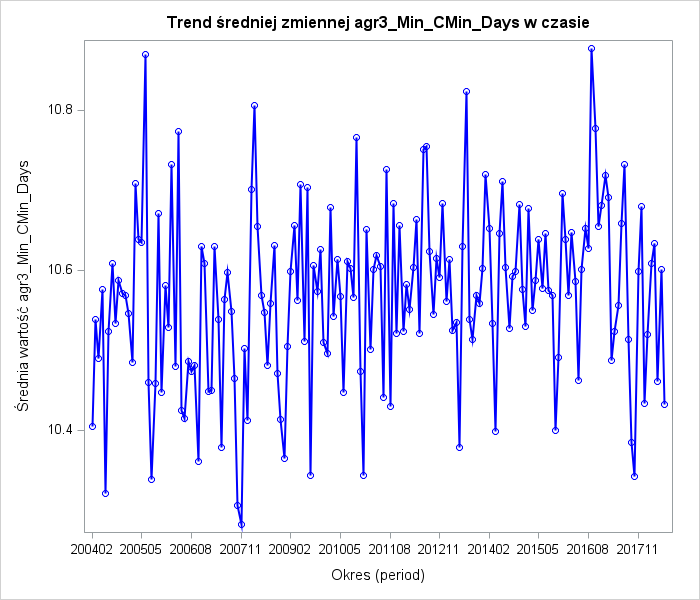 Trend średniej zmiennej agr3_Min_CMin_Days w czasie
Średnia wartość agr3_Min_CMin_Days
10.8
10.6
10.4
200402 200505 200608 200711 200902 201005 201108 201211 201402 201505 201608 201711
Okres (period)